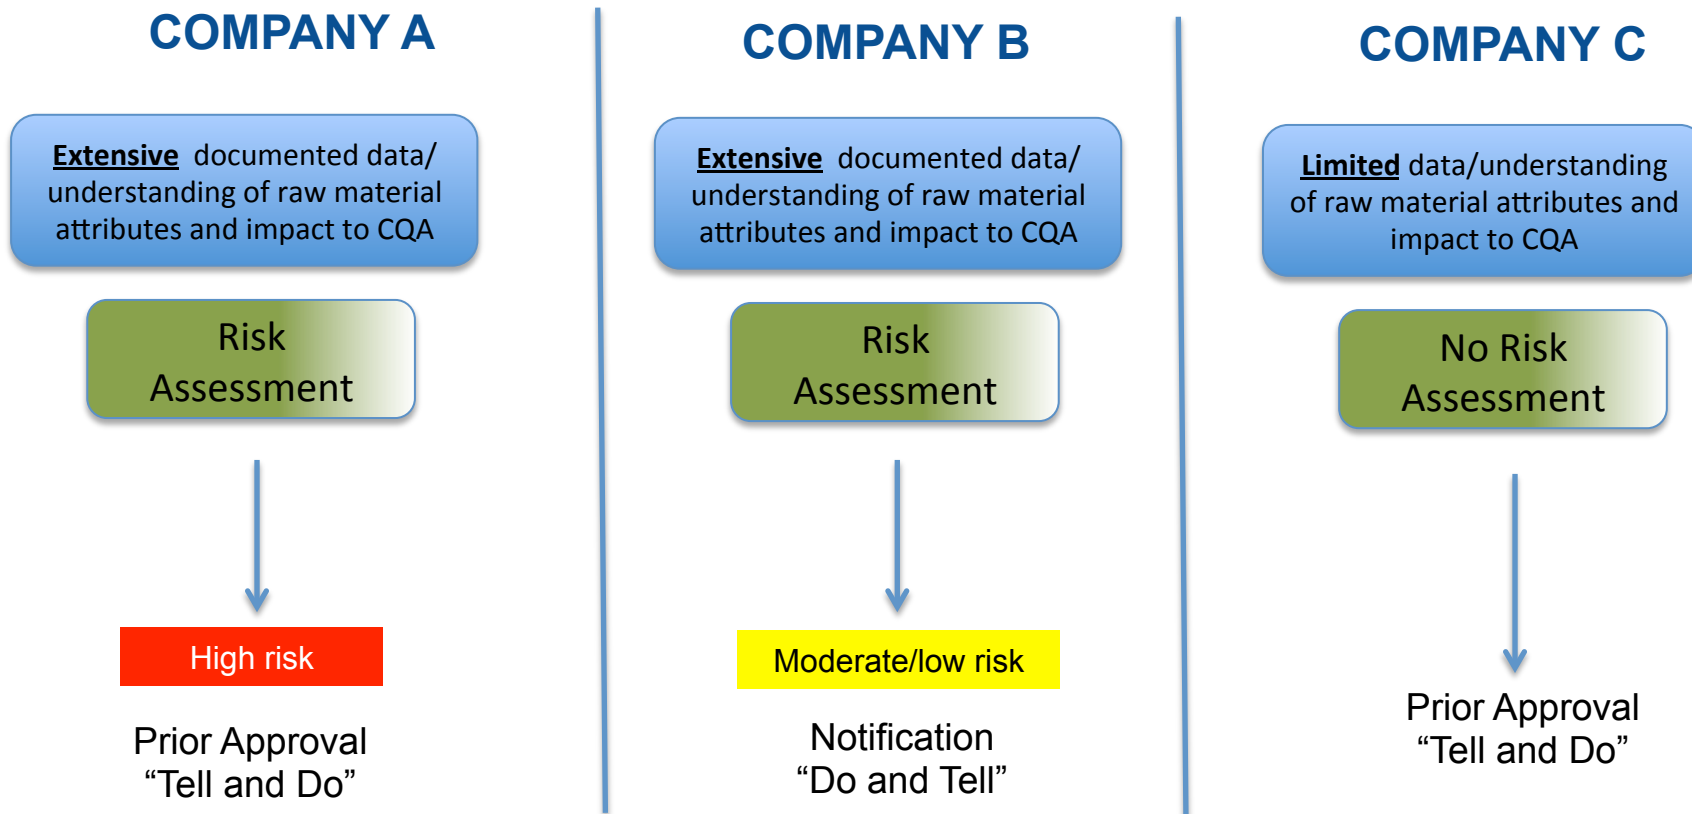 COMPANY A
Extensive documented data/
understanding of raw material
attributes and impact to CQA
Risk
Assessment
High risk
Prior Approval
“Tell and Do”
COMPANY B
Extensive documented data/
understanding of raw material
attributes and impact to CQA
Risk
Assessment
Moderate/low risk
Notification
“Do and Tell”
COMPANY C
Limited data/understanding
of raw material attributes and
impact to CQA
No Risk
Assessment
Prior Approval
“Tell and Do”